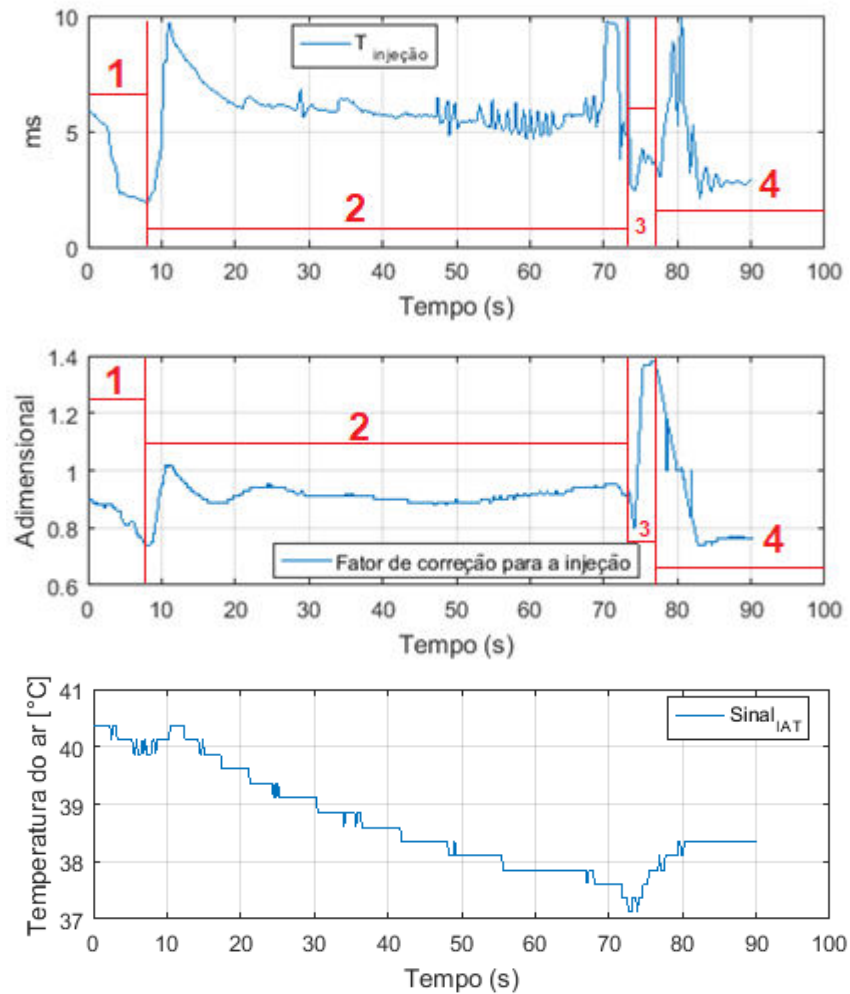 10
5
0
ms
T injeção
1
2
3
4
0 10 20 30 40 50 60 70 80 90 100
Tempo (s)
1.4
1.2
1
0.8
0.6
Adimensional
1
2
3
4
Fator de correção para a injeção
0 10 20 30 40 50 60 70 80 90 100
Tempo (s)
41
40
39
38
37
Temperatura do ar [°C]
Sinal IAT
0 10 20 30 40 50 60 70 80 90 100
Tempo (s)